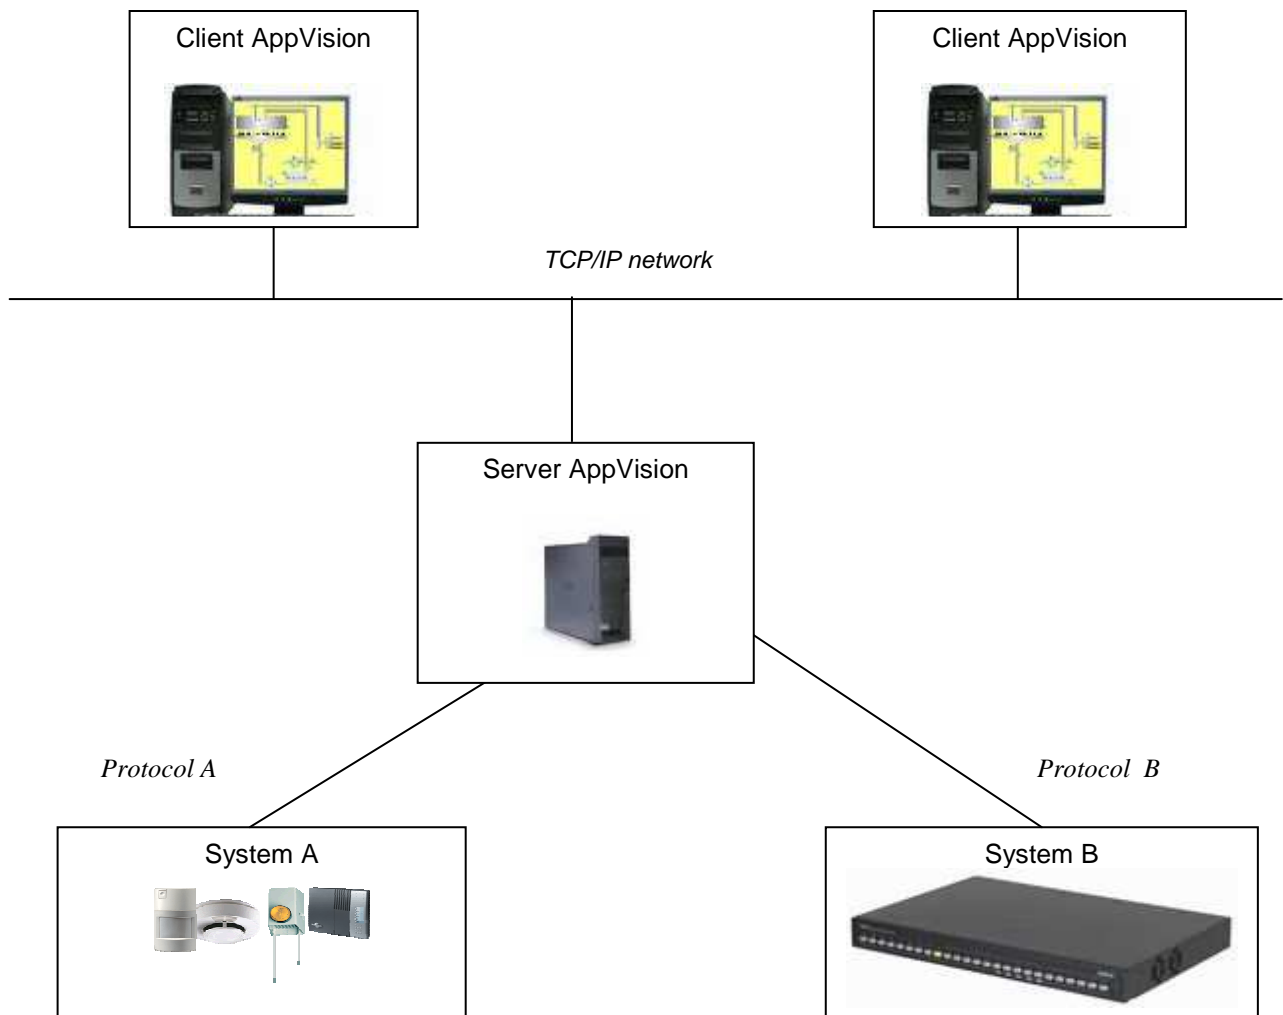 Client AppVision
Client AppVision
TCP/IP network
Server AppVision
Protocol A
Protocol B
System A
System B